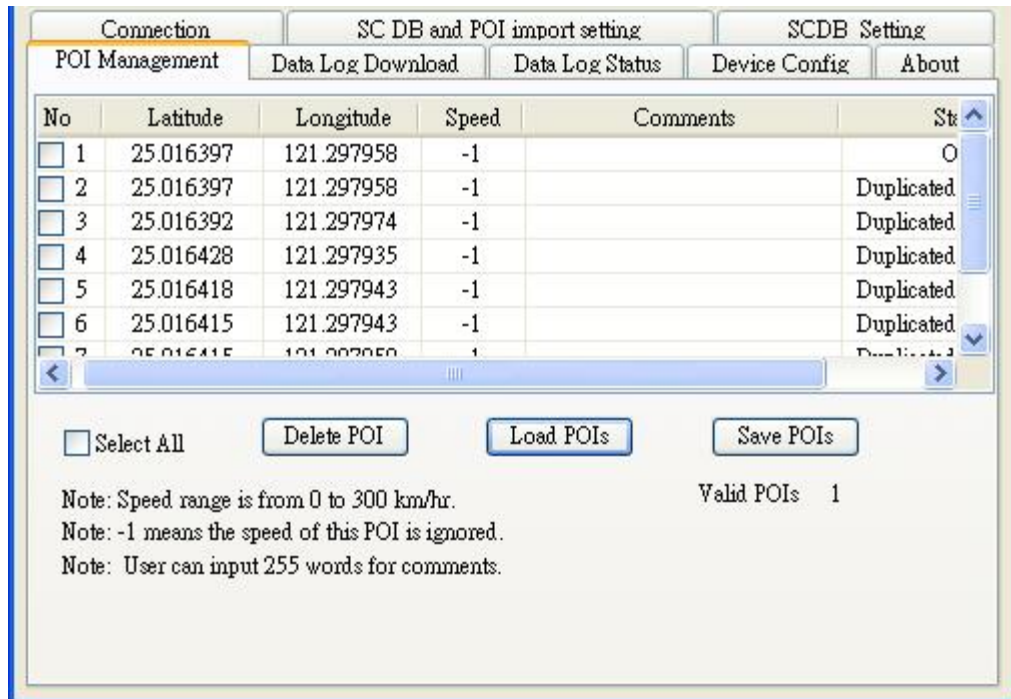 Connection SC DB and POI import setting SCDB Setting
POI Management Data Log Download Data Log Status Device Config About
No Latitude Longitude Speed Comments
1 25.016397 121.297958 -1
2 25.016397 121.297958 -1 Duplicated
3 25.016392 121.297974 -1 Duplicated
4 25.016428 121.297935 -1 Duplicated
5 25.016418 121.297943 -1 Duplicated
6 25.016415 121.297943 -1 Duplicated
Select All Delete POI Load POIs Save POIs
Note: Speed range is from 0 to 300 km/hr. Valid POIs 1
Note: -1 means the speed of this POI is ignored.
Note: User can input 255 words for comments.